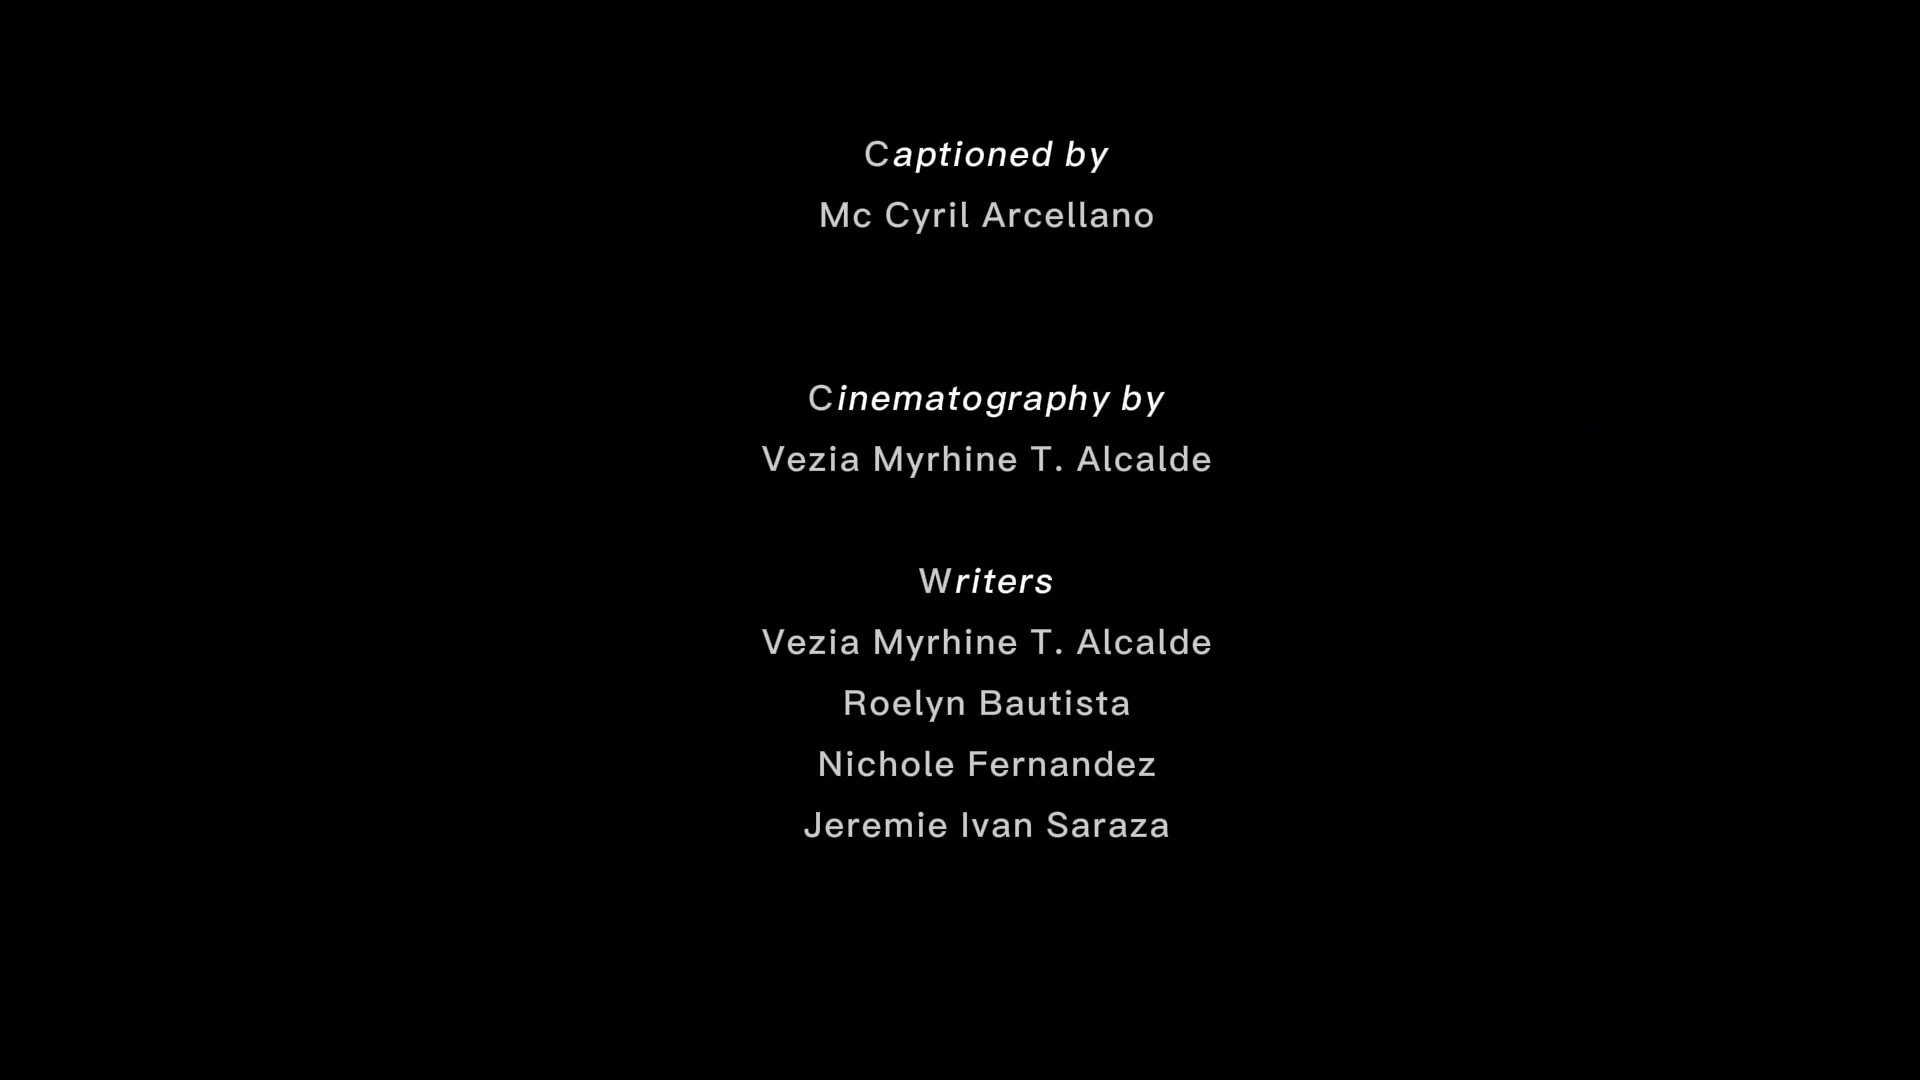 Captioned by
Mc Cyril Arcellano
Cinematography by
Vezia Myrhine T. Alcalde
Writers
Vezia Myrhine T. Alcalde
Roelyn Bautista
Nichole Fernandez
Jeremie Ivan Saraza